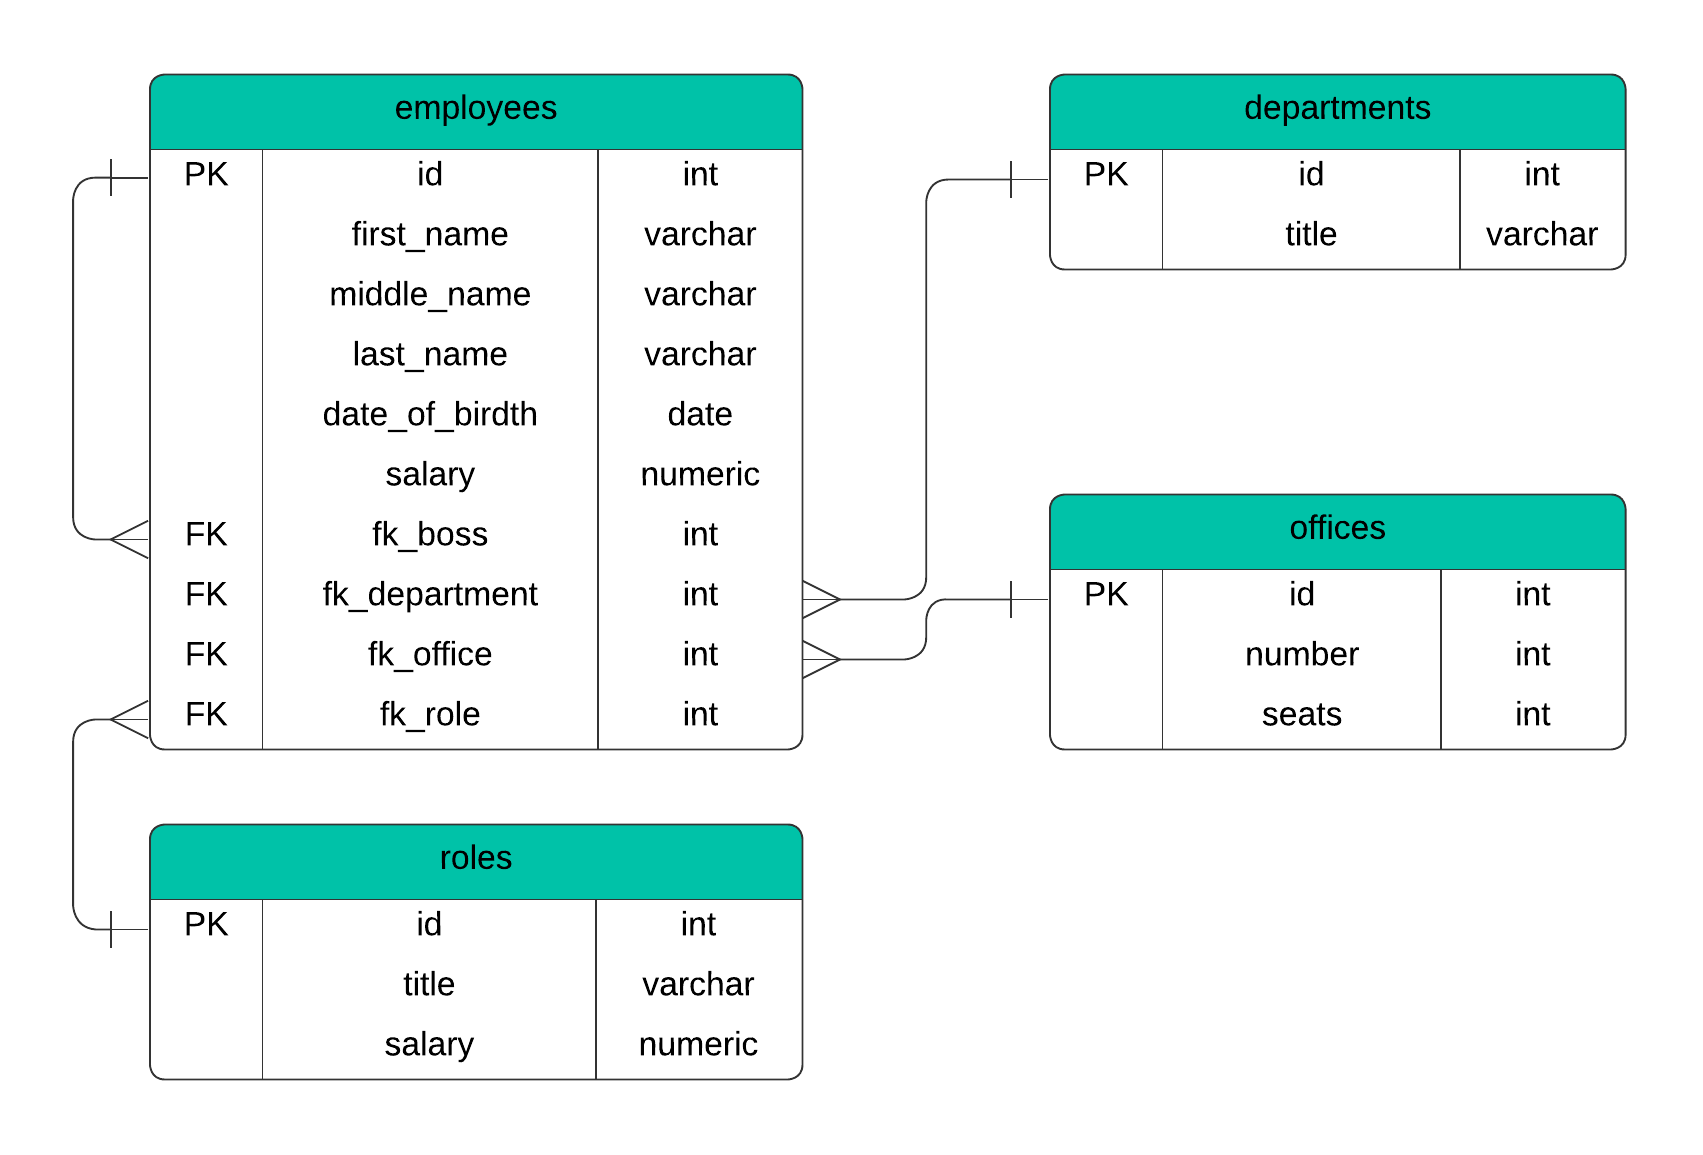 employees
PK id int
first_name varchar
middle_name varchar
last_name varchar
date_of_birdth date
salary numeric
FK fk_boss int
FK fk_department int
FK fk_office int
FK fk_role int
departments
PK id int
title varchar
offices
PK id int
number int
seats int
roles
PK id int
title varchar
salary numeric